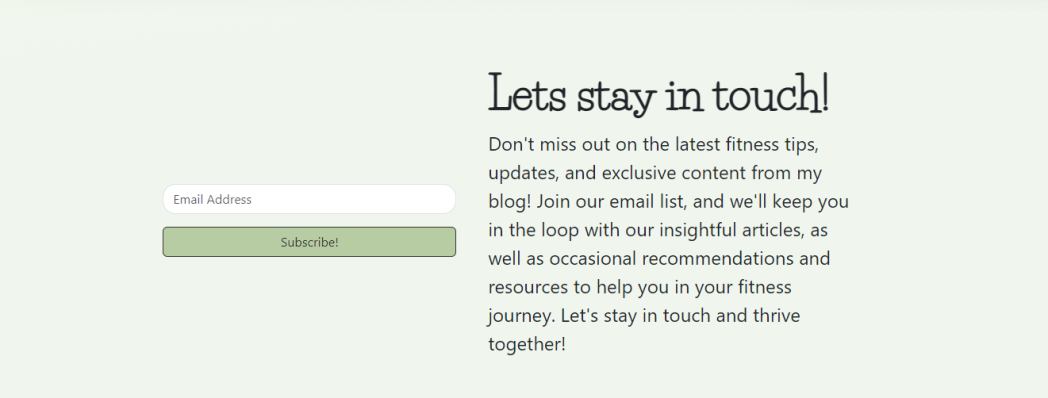 Lets stay in touch!
Don't miss out on the latest fitness tips,
updates, and exclusive content from my
blog! Join our email list, and we'll keep you
in the loop with our insightful articles, as
well as occasional recommendations and
resources to help you in your fitness
journey. Let's stay in touch and thrive
together!
Email Address
Subscribe!